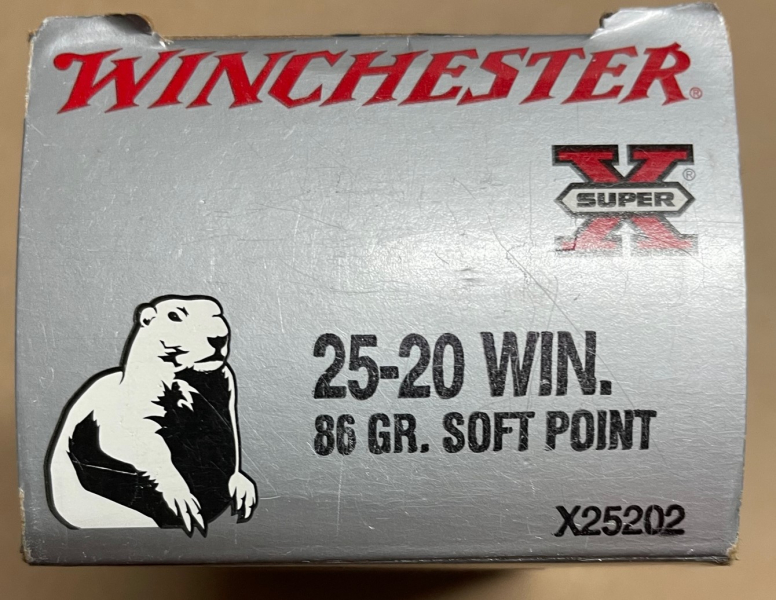 WINCHESTER®
X®
SUPER
25-20 WIN.
86 GR. SOFT POINT
X25202